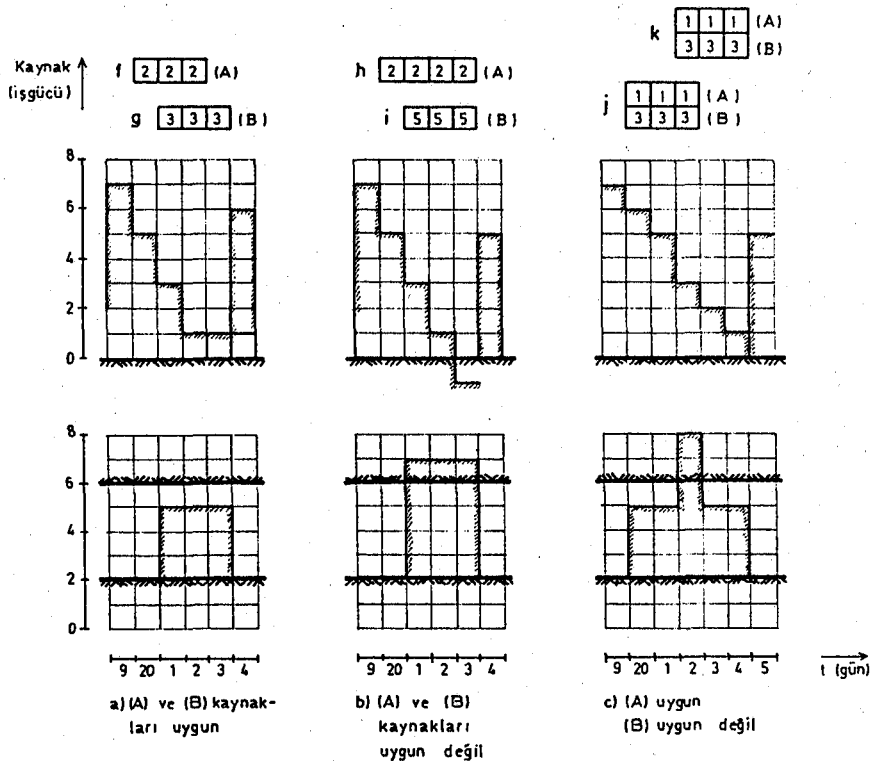 k 1 1 1 (A)
3 3 3 (B)
Kaynak
(işgücü)
f 2 2 2 (A)
g 3 3 3 (B)
h 2 2 2 2 (A)
i 5 5 5 (B)
j 1 1 1 (A)
3 3 3 (B)
8
6
4
2
0
8
6
4
2
0
9 20 1 2 3 4
9 20 1 2 3 4
9 20 1 2 3 4 5
t (gün)
a) (A) ve (B) kaynak-
ları uygun
b) (A) ve (B)
kaynakları
uygun değil
c) (A) uygun
(B) uygun değil